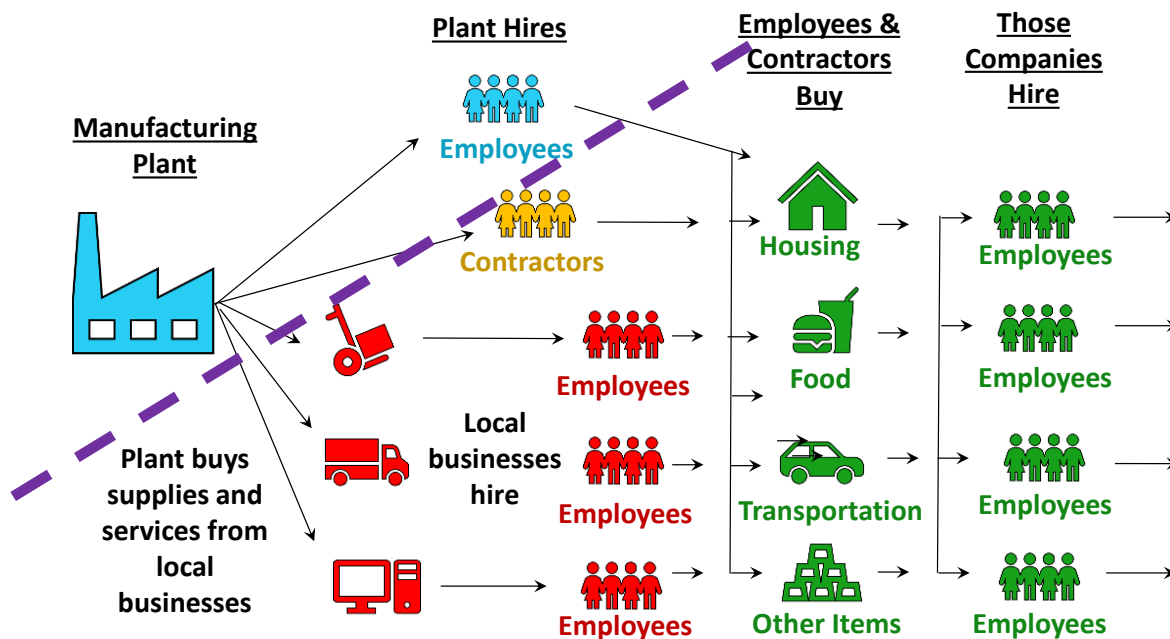 Plant Hires
Employees &
Contractors
Buy
Those
Companies
Hire
Manufacturing
Plant
Employees
Contractors
Housing
Employees
Food
Employees
Employees
Local
businesses
hire
Plant buys
supplies and
services from
local
businesses
Employees
Transportation
Employees
Employees
Other Items
Employees